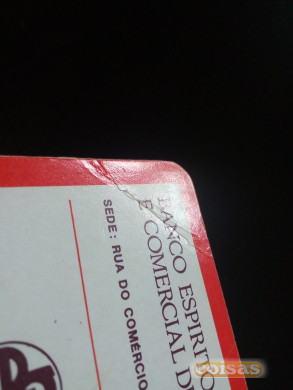 BANCO ESPIRITO
E COMERCIAL D
SEDE: RUA DO COMÉRCIO
coisas